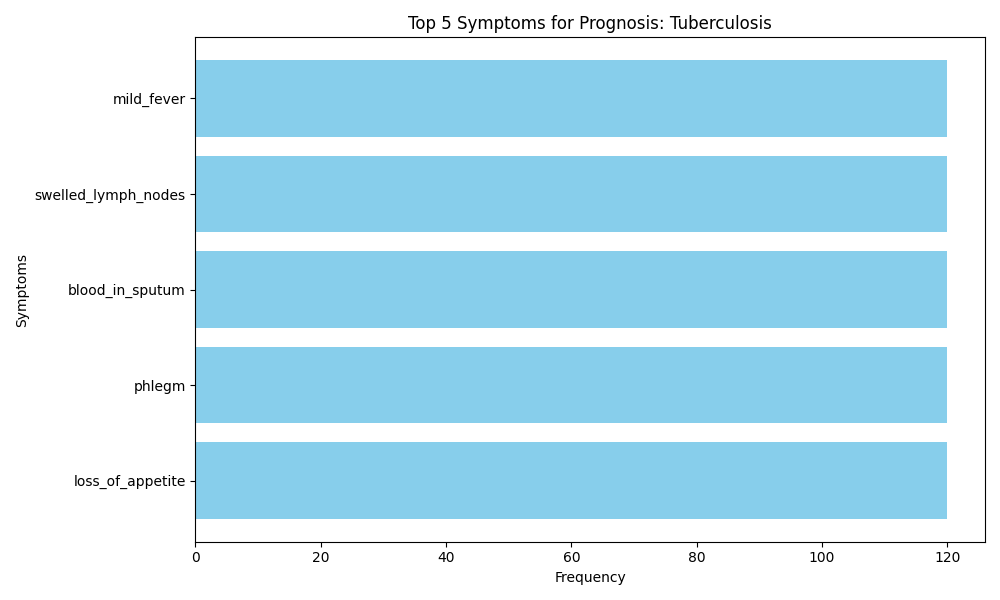 Top 5 Symptoms for Prognosis: Tuberculosis
Symptoms
mild_fever
swelled_lymph_nodes
blood_in_sputum
phlegm
loss_of_appetite
0 20 40 60 80 100 120
Frequency